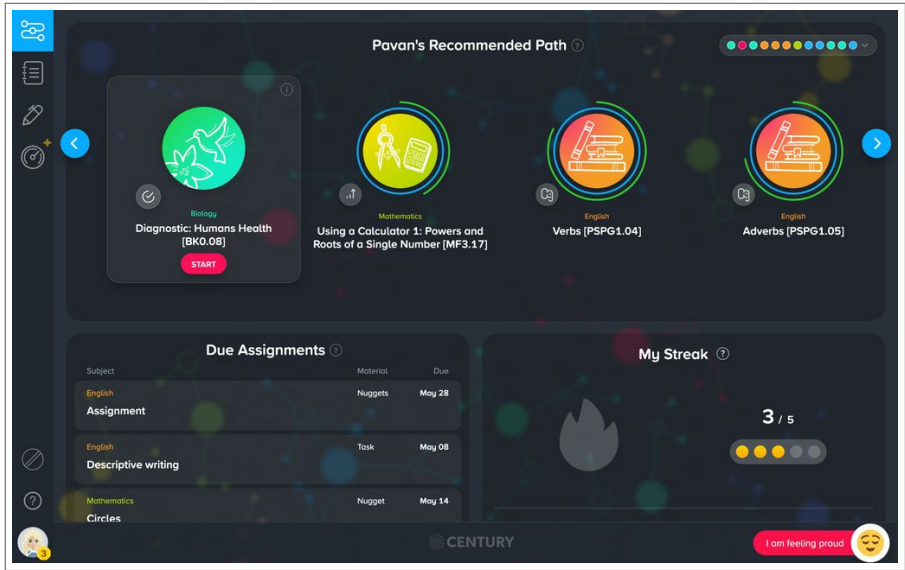 Pavan's Recommended Path ?
Biology
Diagnostic: Humans Health
[BK0.08]
START
Mathematics
Using a Calculator 1: Powers and
Roots of a Single Number [MF3.17]
English
Verbs [PSPG1.04]
English
Adverbs [PSPG1.05]
Due Assignments ?
Subject Material Due
English Nuggets May 28
Assignment
English Task May 08
Descriptive writing
Mathematics Nugget May 14
Circles
My Streak ?
3 / 5
?
3
CENTURY
I am feeling proud